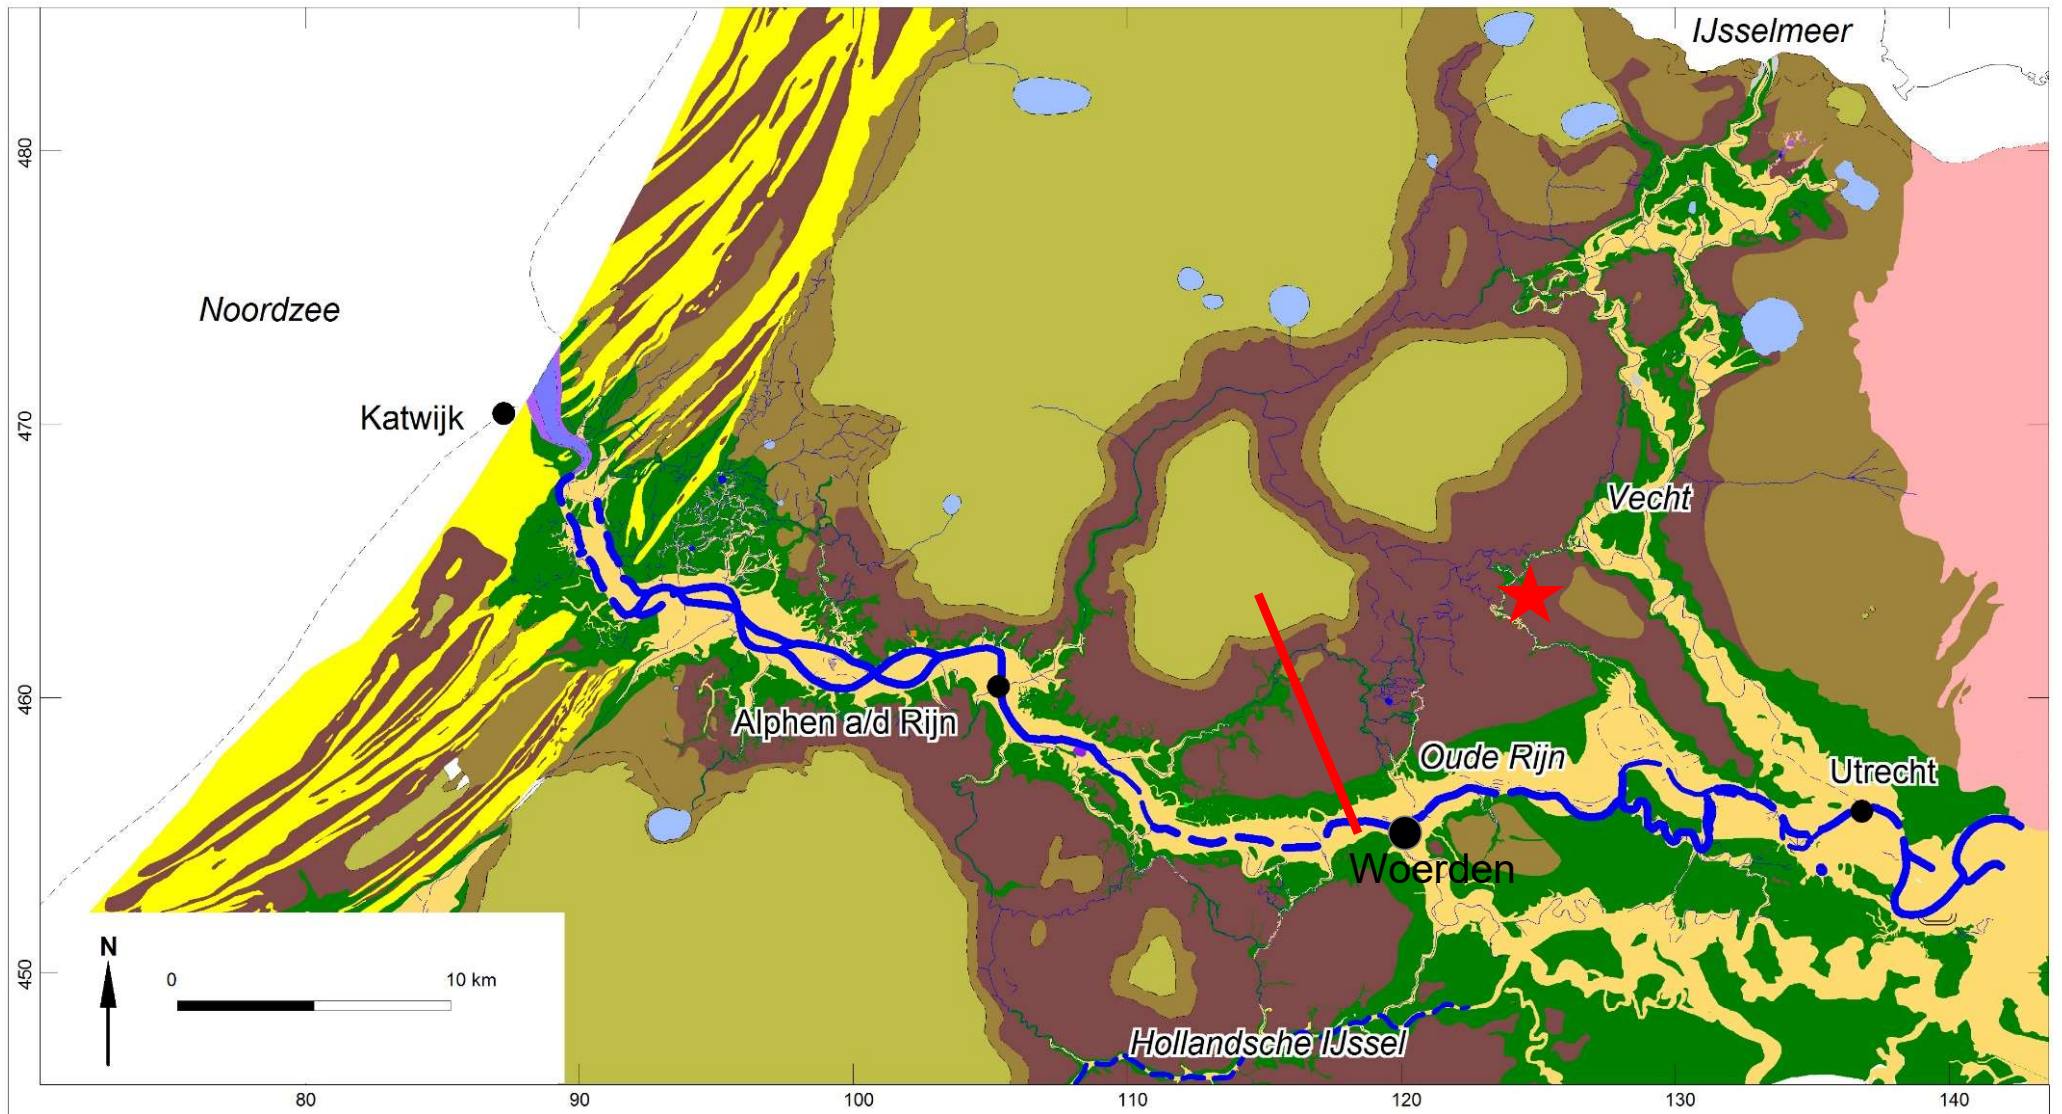 IJsselmeer
480
Noordzee
470
Katwijk
Vecht
460
Alphen a/d Rijn
Oude Rijn
Utrecht
Woerden
N
0
10 km
450
Hollandsche IJssel
80
90
100
110
120
130
140